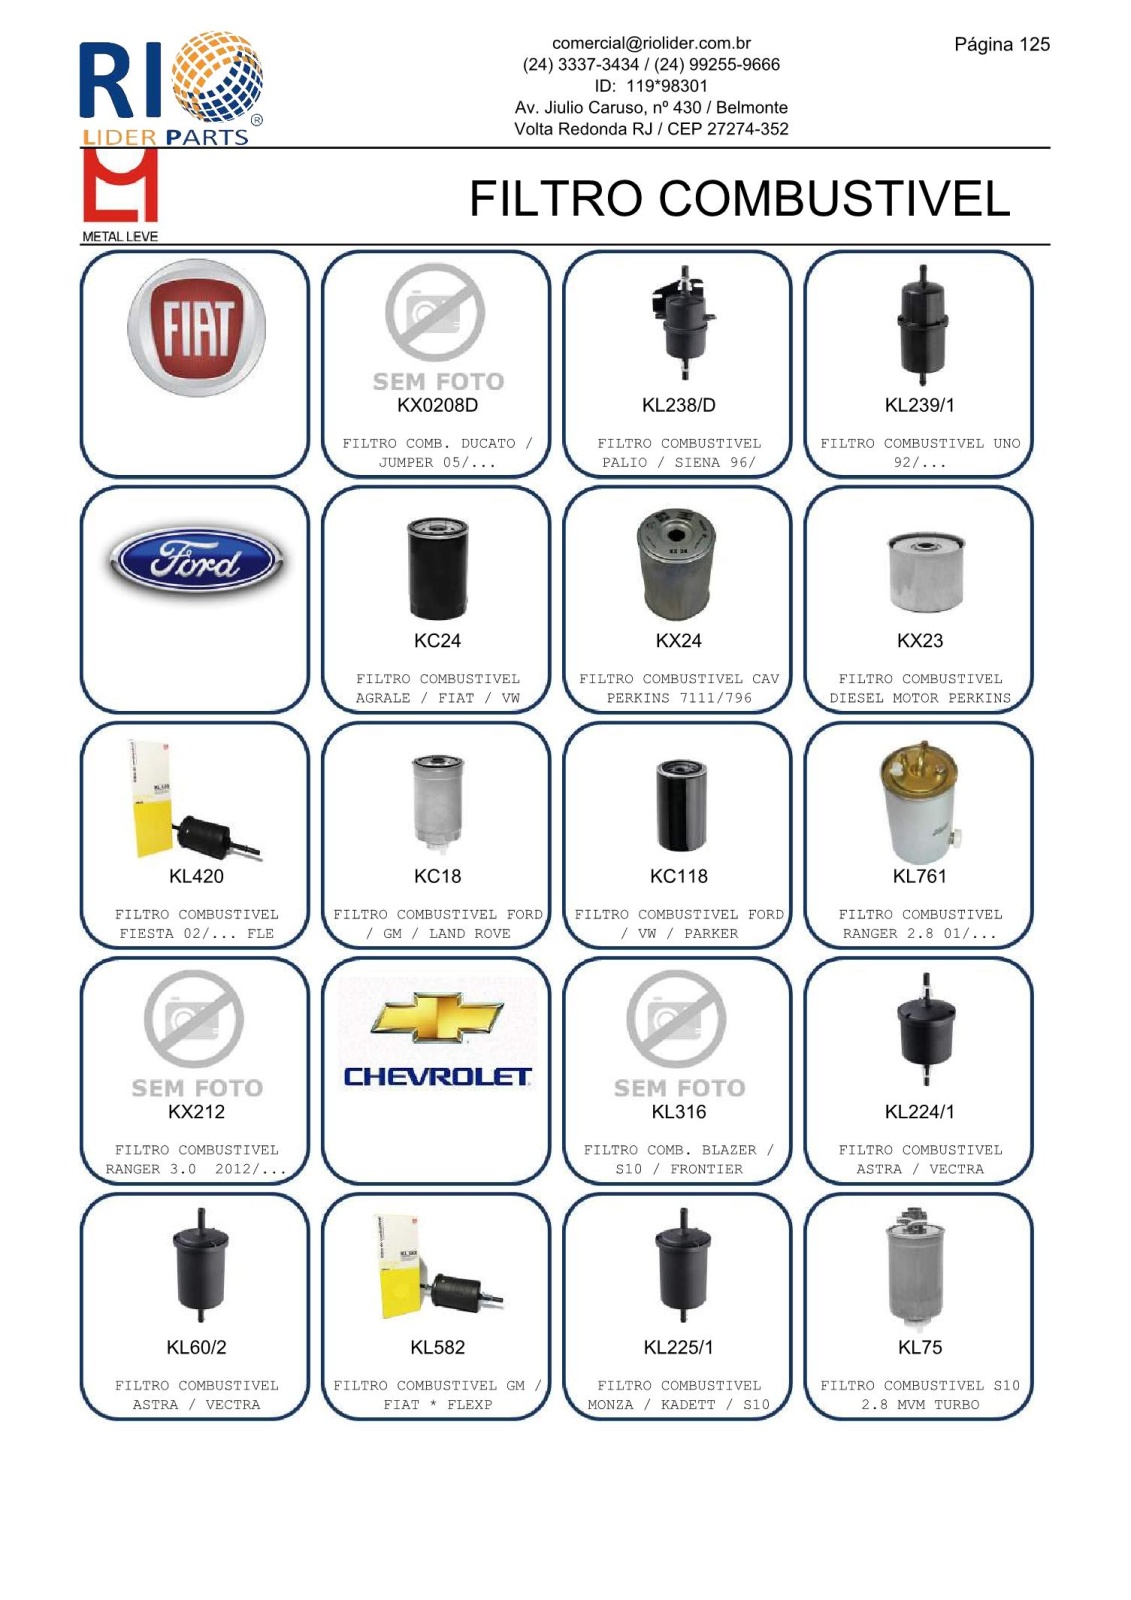 RIO
LIDER PARTS ®
comercial@riolider.com.br
(24) 3337-3434 / (24) 99255-9666
ID: 119*98301
Av. Jiulio Caruso, nº 430 / Belmonte
Volta Redonda RJ / CEP 27274-352
Página 125
METAL LEVE
FILTRO COMBUSTIVEL
FIAT
SEM FOTO
KX0208D
FILTRO COMB. DUCATO /
JUMPER 05/...
KL238/D
FILTRO COMBUSTIVEL
PALIO / SIENA 96/
KL239/1
FILTRO COMBUSTIVEL UNO
92/...
Ford
KC24
FILTRO COMBUSTIVEL
AGRALE / FIAT / VW
KX 24
KX24
FILTRO COMBUSTIVEL CAV
PERKINS 7111/796
KX23
FILTRO COMBUSTIVEL
DIESEL MOTOR PERKINS
KL420
FILTRO COMBUSTIVEL
FIESTA 02/... FLE
KC18
FILTRO COMBUSTIVEL FORD
/ GM / LAND ROVE
KC118
FILTRO COMBUSTIVEL FORD
/ VW / PARKER
KL761
FILTRO COMBUSTIVEL
RANGER 2.8 01/...
SEM FOTO
KX212
FILTRO COMBUSTIVEL
RANGER 3.0  2012/...
CHEVROLET
SEM FOTO
KL316
FILTRO COMB. BLAZER /
S10 / FRONTIER
KL224/1
FILTRO COMBUSTIVEL
ASTRA / VECTRA
KL60/2
FILTRO COMBUSTIVEL
ASTRA / VECTRA
KL582
FILTRO COMBUSTIVEL GM /
FIAT * FLEXP
KL225/1
FILTRO COMBUSTIVEL
MONZA / KADETT / S10
KL75
FILTRO COMBUSTIVEL S10
2.8 MVM TURBO